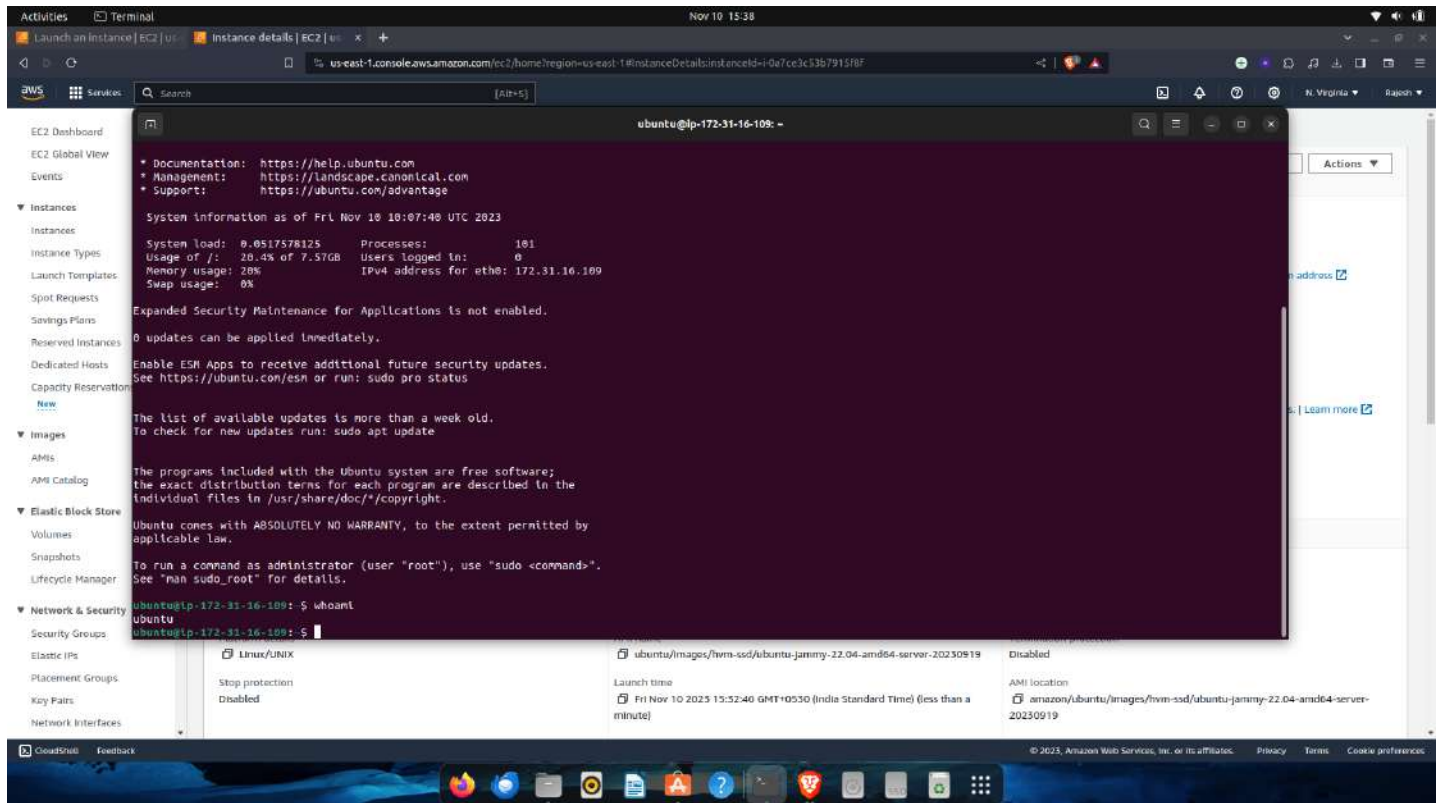 Activities Terminal Nov 10 15:38
Launch an instance | EC2 | us- Instance details | EC2 | us x +
us-east-1.console.aws.amazon.com/ec2/home?region=us-east-1#InstanceDetails:instanceId=i-0a7ce3c53b7915f8f
aws Services Search [Alt+S] N. Virginia Rajesh
ubuntu@ip-172-31-16-109: ~
EC2 Dashboard
EC2 Global View
Events
Instances
Instances
Instance Types
Launch Templates
Spot Requests
Savings Plans
Reserved Instances
Dedicated Hosts
Capacity Reservation
New
Images
AMIs
AMI Catalog
Elastic Block Store
Volumes
Snapshots
Lifecycle Manager
Network & Security
Security Groups
Elastic IPs
Placement Groups
Key Pairs
Network Interfaces
* Documentation: https://help.ubuntu.com
* Management: https://landscape.canonical.com
* Support: https://ubuntu.com/advantage
System information as of Fri Nov 10 10:07:40 UTC 2023
System load: 0.0517578125 Processes: 101
Usage of /: 20.4% of 7.57GB Users logged in: 0
Memory usage: 20% IPv4 address for eth0: 172.31.16.109
Swap usage: 0%
Expanded Security Maintenance for Applications is not enabled.
0 updates can be applied immediately.
Enable ESM Apps to receive additional future security updates.
See https://ubuntu.com/esm or run: sudo pro status
The list of available updates is more than a week old.
To check for new updates run: sudo apt update
The programs included with the Ubuntu system are free software;
the exact distribution terms for each program are described in the
individual files in /usr/share/doc/*/copyright.
Ubuntu comes with ABSOLUTELY NO WARRANTY, to the extent permitted by
applicable law.
To run a command as administrator (user "root"), use "sudo <command>".
See "man sudo_root" for details.
ubuntu@ip-172-31-16-109:~$ whoami
ubuntu
ubuntu@ip-172-31-16-109:~$
Actions
address
| Learn more
Linux/UNIX
ubuntu/images/hvm-ssd/ubuntu-jammy-22.04-amd64-server-20230919
Disabled
Stop protection
Disabled
Launch time
Fri Nov 10 2023 15:32:40 GMT+0530 (India Standard Time) (less than a
minute)
AMI location
amazon/ubuntu/images/hvm-ssd/ubuntu-jammy-22.04-amd64-server-
20230919
CloudShell Feedback © 2023, Amazon Web Services, Inc. or its affiliates. Privacy Terms Cookie preferences